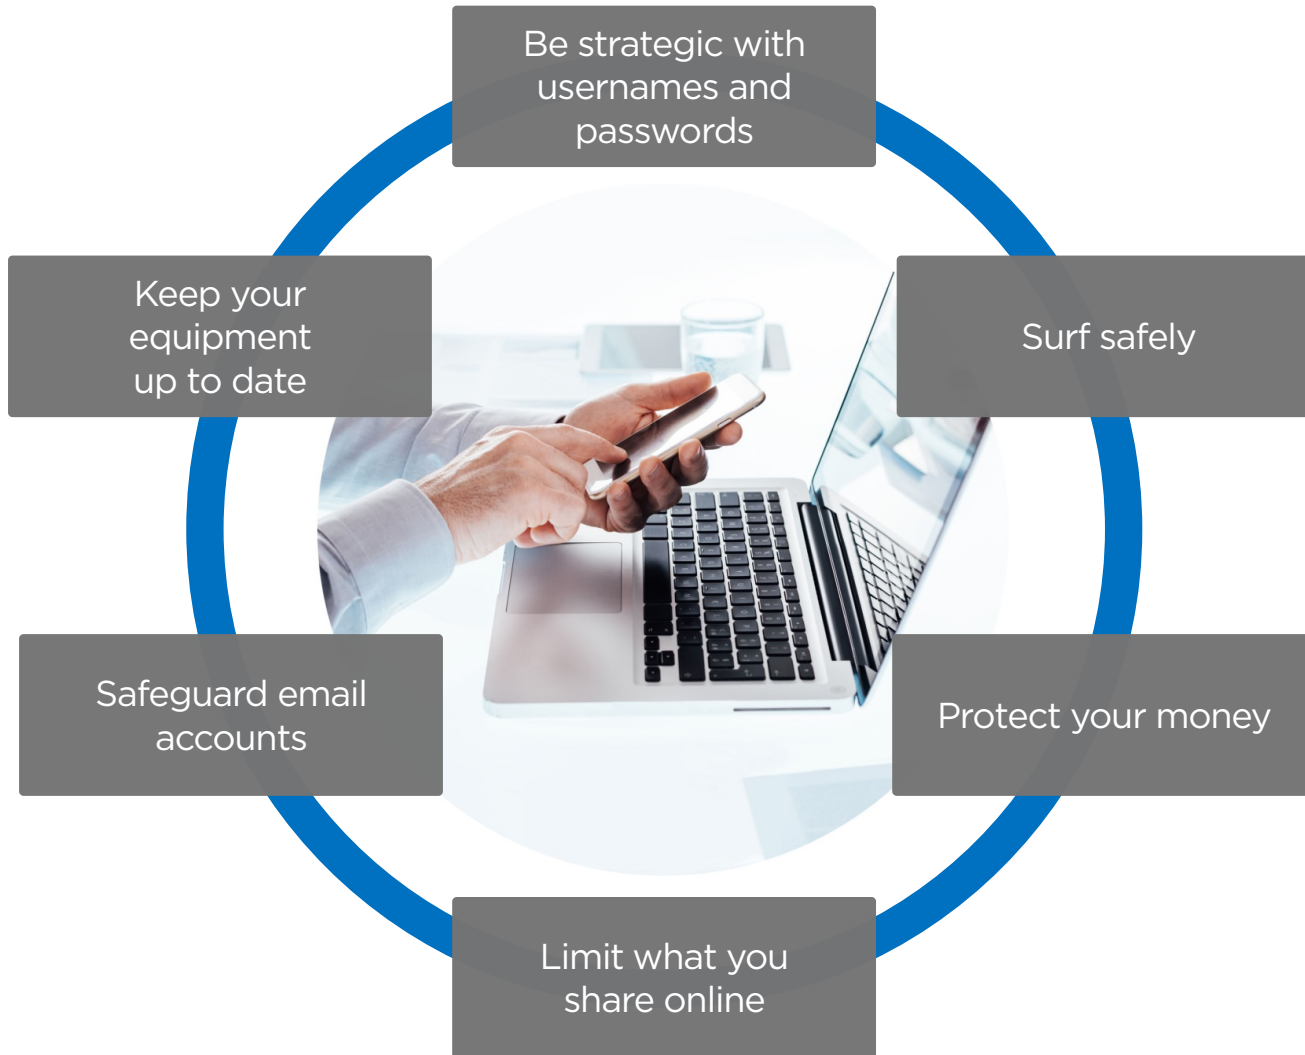 Be strategic with
usernames and
passwords
Keep your
equipment
up to date
Surf safely
Safeguard email
accounts
Protect your money
Limit what you
share online